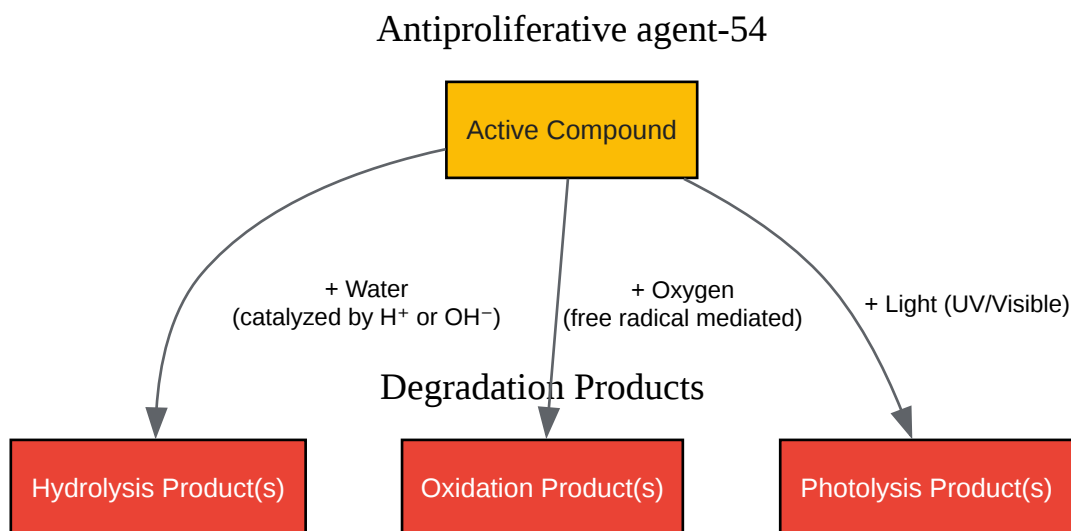 Antiproliferative agent-54
Active Compound
+ Water
(catalyzed by H⁺ or OH⁻)
+ Oxygen
(free radical mediated)
+ Light (UV/Visible)
Degradation Products
Hydrolysis Product(s)
Oxidation Product(s)
Photolysis Product(s)